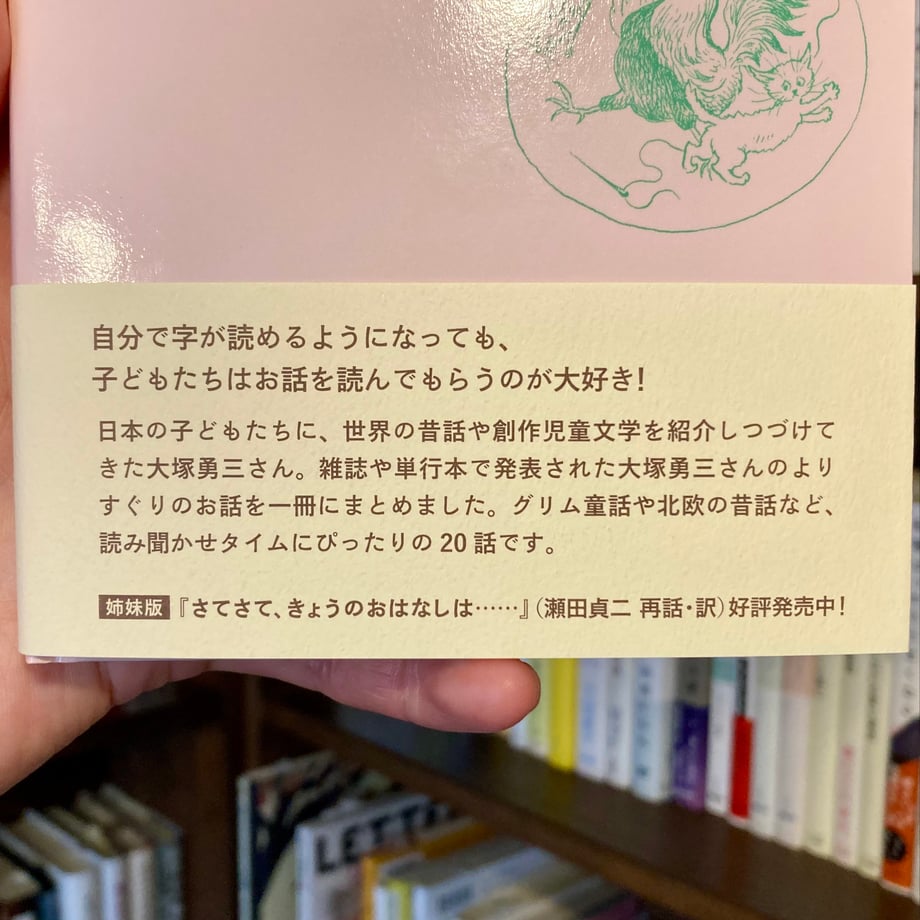 自分で字が読めるようになっても、
子どもたちはお話を読んでもらうのが大好き!
日本の子どもたちに、世界の昔話や創作児童文学を紹介しつづけて
きた大塚勇三さん。雑誌や単行本で発表された大塚勇三さんのより
すぐりのお話を一冊にまとめました。グリム童話や北欧の昔話など、
読み聞かせタイムにぴったりの20話です。
姉妹版『さてさて、きょうのおはなしは……』(瀬田貞二 再話・訳)好評発売中!